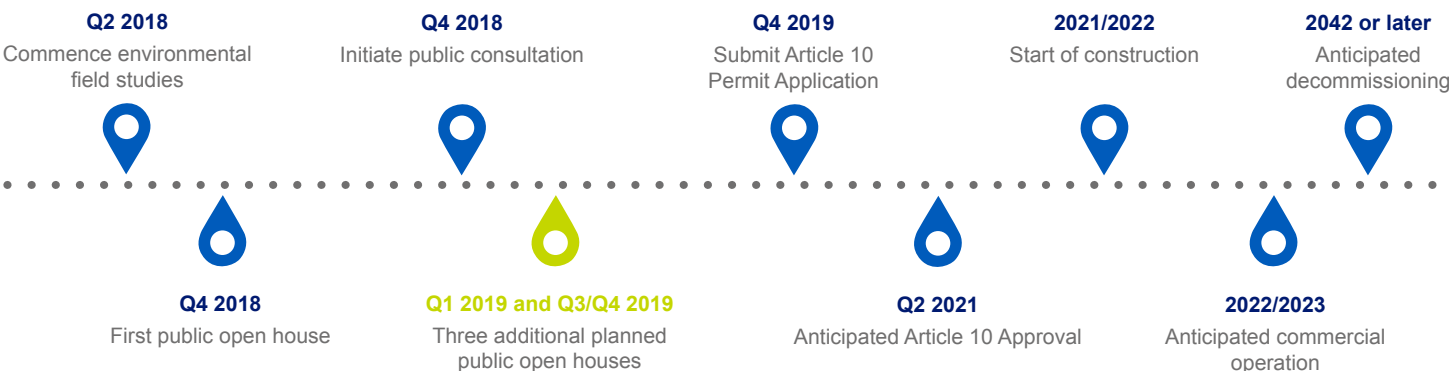 Q2 2018
Commence environmental
field studies
Q4 2018
First public open house
Q4 2018
Initiate public consultation
Q1 2019 and Q3/Q4 2019
Three additional planned
public open houses
Q4 2019
Submit Article 10
Permit Application
Q2 2021
Anticipated Article 10 Approval
2021/2022
Start of construction
2022/2023
Anticipated commercial
operation
2042 or later
Anticipated
decommissioning